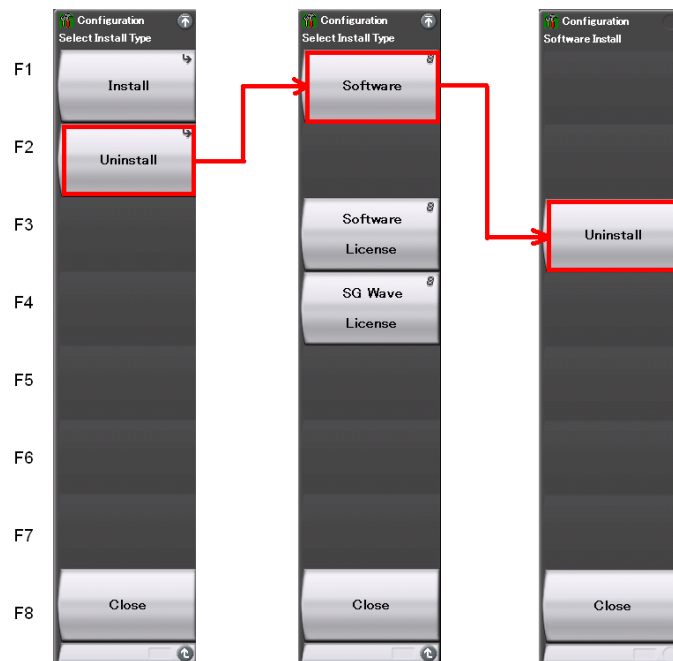 Configuration
Select Install Type
Configuration
Select Install Type
Configuration
Software Install
F1
Install
Software
F2
Uninstall
F3
Software
License
Uninstall
F4
SG Wave
License
F5
F6
F7
F8
Close
Close
Close